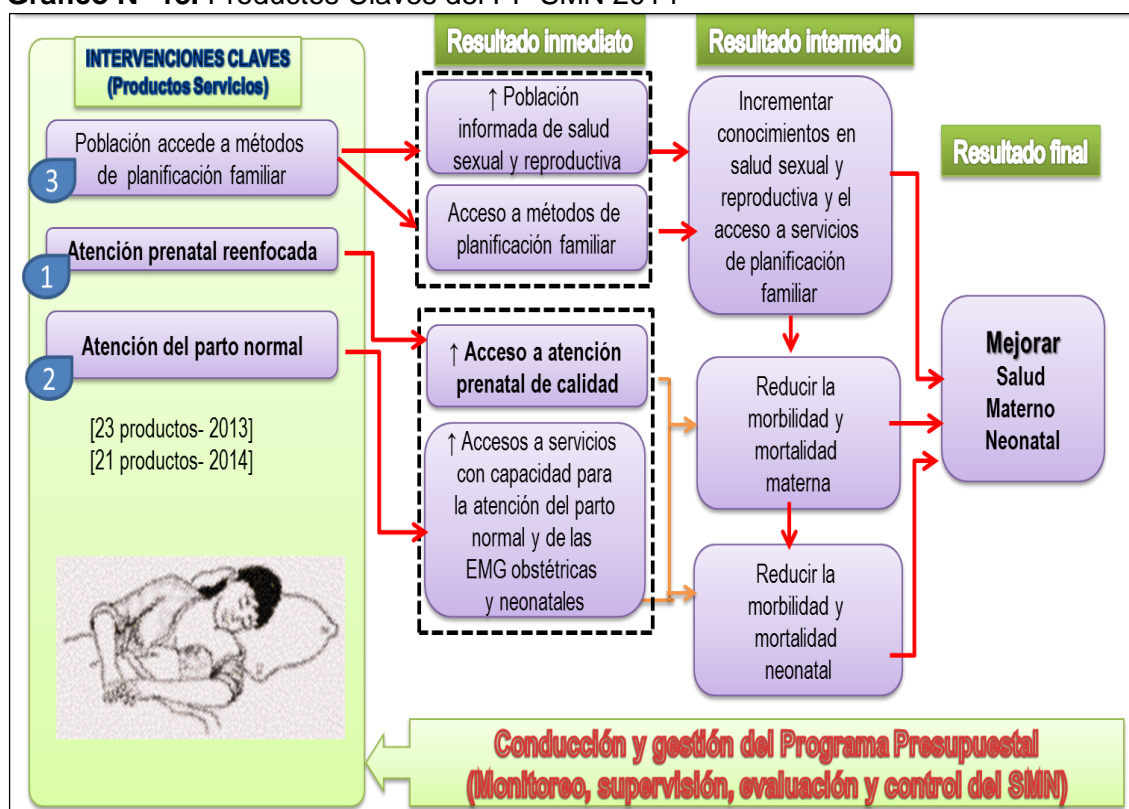 INTERVENCIONES CLAVES
(Productos Servicios)
Población accede a métodos
de planificación familiar
3
Atención prenatal reenfocada
1
Atención del parto normal
2
[23 productos- 2013]
[21 productos- 2014]
Resultado inmediato
↑ Población
informada de salud
sexual y reproductiva
Acceso a métodos de
planificación familiar
↑ Acceso a atención
prenatal de calidad
↑ Accesos a servicios
con capacidad para
la atención del parto
normal y de las
EMG obstétricas
y neonatales
Resultado intermedio
Incrementar
conocimientos en
salud sexual y
reproductiva y el
acceso a servicios
de planificación
familiar
Reducir la
morbilidad y
mortalidad
materna
Reducir la
morbilidad y
mortalidad
neonatal
Resultado final
Mejorar
Salud
Materno
Neonatal
Conducción y gestión del Programa Presupuestal
(Monitoreo, supervisión, evaluación y control del SMN)